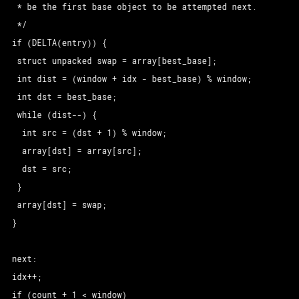 * be the first base object to be attempted next.
*/
if (DELTA(entry)) {
struct unpacked swap = array[best_base];
int dist = (window + idx - best_base) % window;
int dst = best_base;
while (dist--) {
int src = (dst + 1) % window;
array[dst] = array[src];
dst = src;
}
array[dst] = swap;
}
next:
idx++;
if (count + 1 < window)